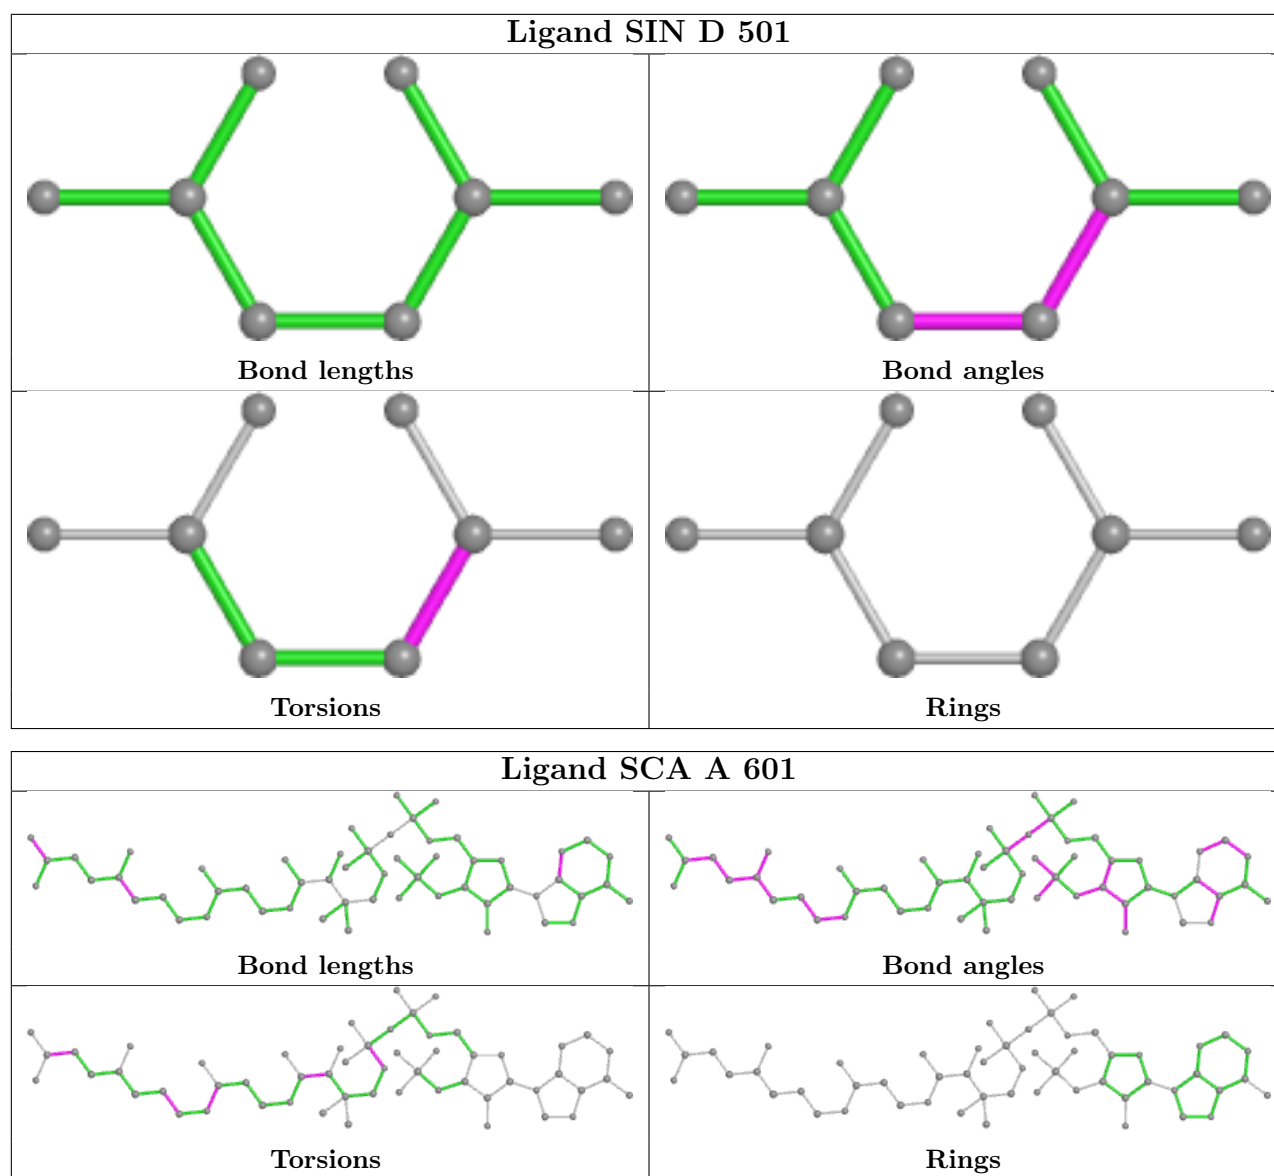 Ligand SIN D 501
Bond lengths
Bond angles
Torsions
Rings
Ligand SCA A 601
Bond lengths
Bond angles
Torsions
Rings